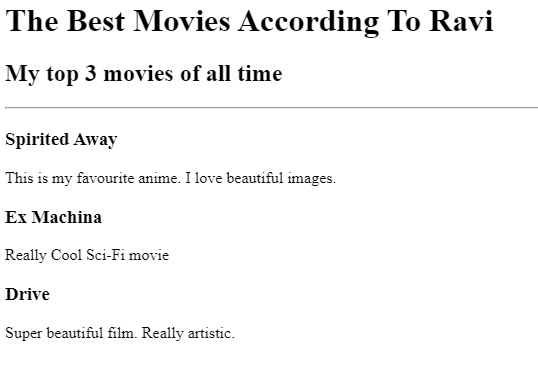 The Best Movies According To Ravi
My top 3 movies of all time
Spirited Away
This is my favourite anime. I love beautiful images.
Ex Machina
Really Cool Sci-Fi movie
Drive
Super beautiful film. Really artistic.